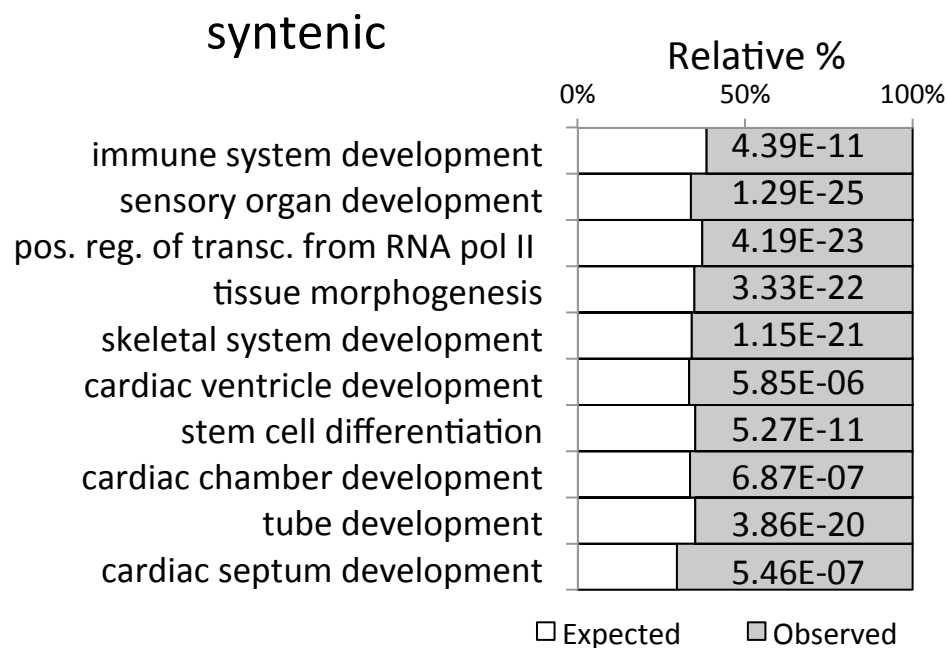 syntenic
Relative %
0% 50% 100%
immune system development 4.39E-11
sensory organ development 1.29E-25
pos. reg. of transc. from RNA pol II 4.19E-23
tissue morphogenesis 3.33E-22
skeletal system development 1.15E-21
cardiac ventricle development 5.85E-06
stem cell differentiation 5.27E-11
cardiac chamber development 6.87E-07
tube development 3.86E-20
cardiac septum development 5.46E-07
Expected Observed